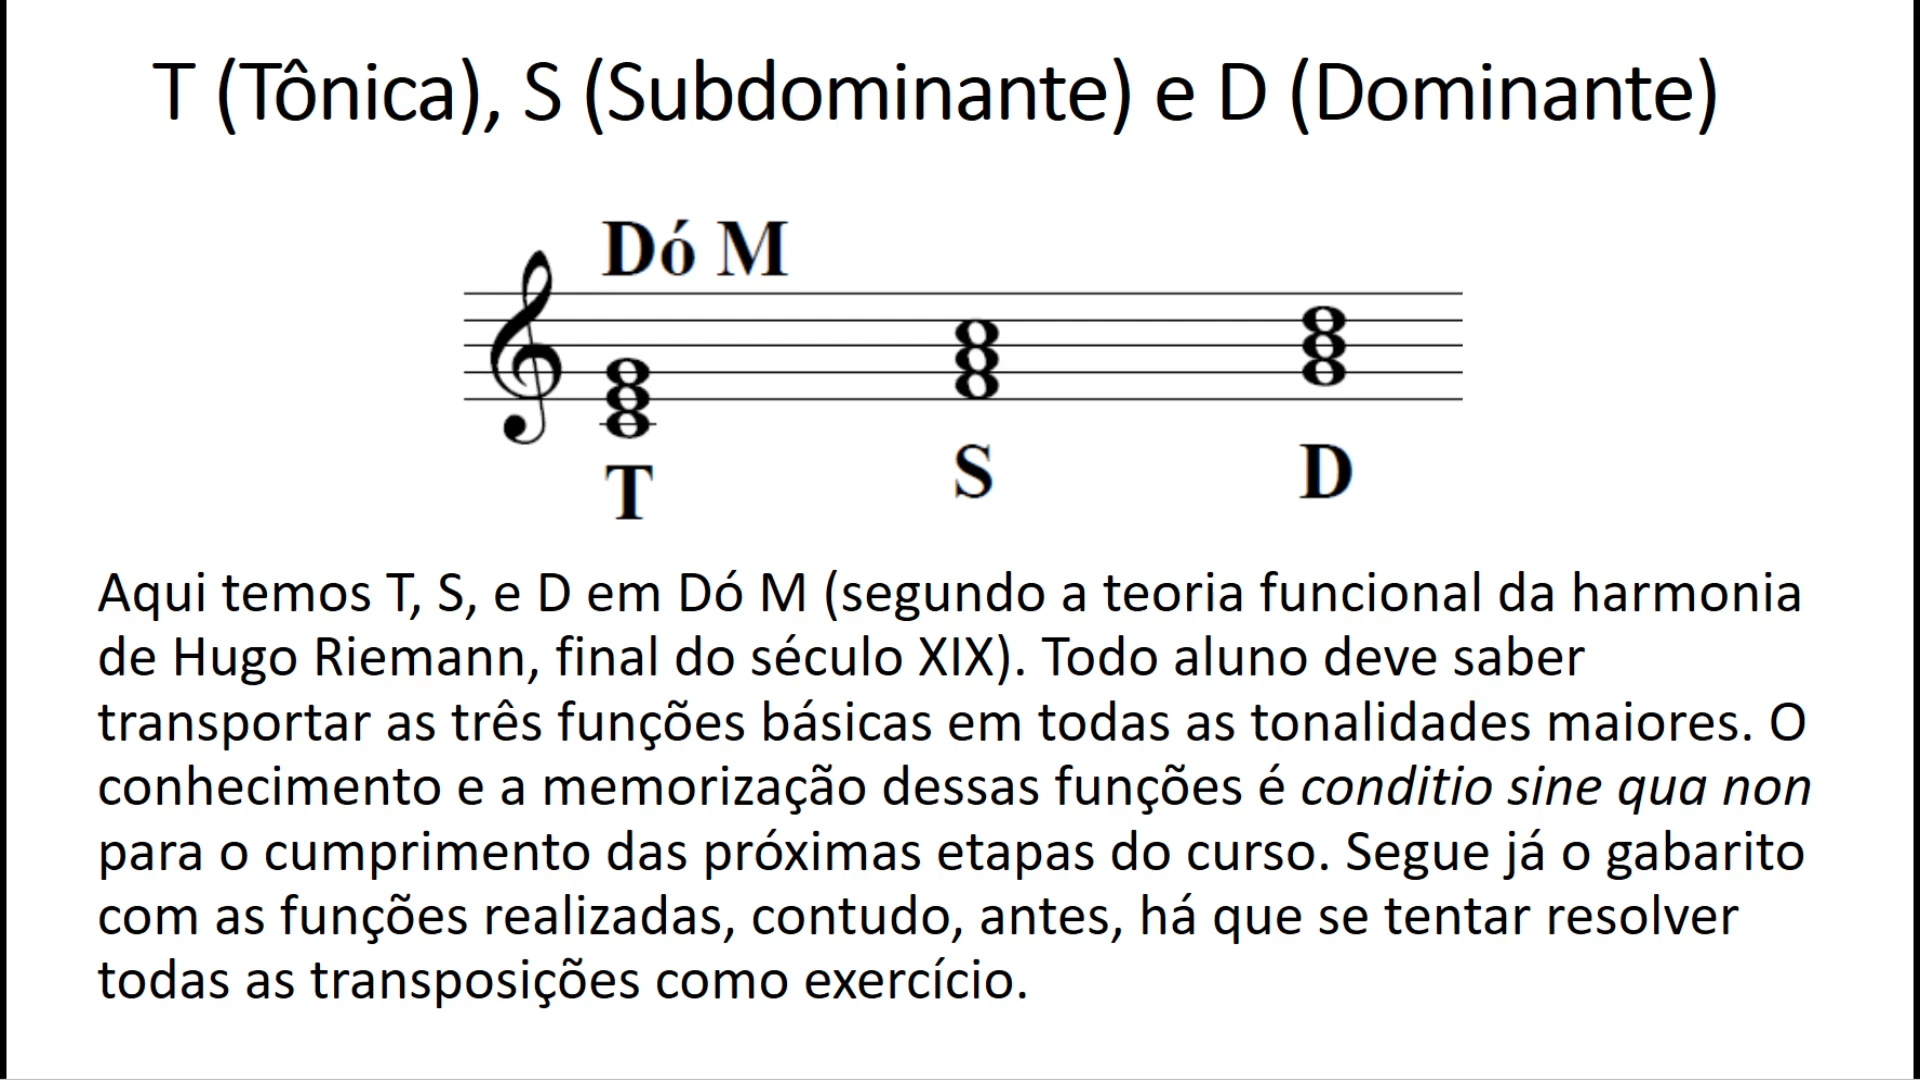 T (Tônica), S (Subdominante) e D (Dominante)
Dó M
T S D
Aqui temos T, S, e D em Dó M (segundo a teoria funcional da harmonia
de Hugo Riemann, final do século XIX). Todo aluno deve saber
transportar as três funções básicas em todas as tonalidades maiores. O
conhecimento e a memorização dessas funções é conditio sine qua non
para o cumprimento das próximas etapas do curso. Segue já o gabarito
com as funções realizadas, contudo, antes, há que se tentar resolver
todas as transposições como exercício.